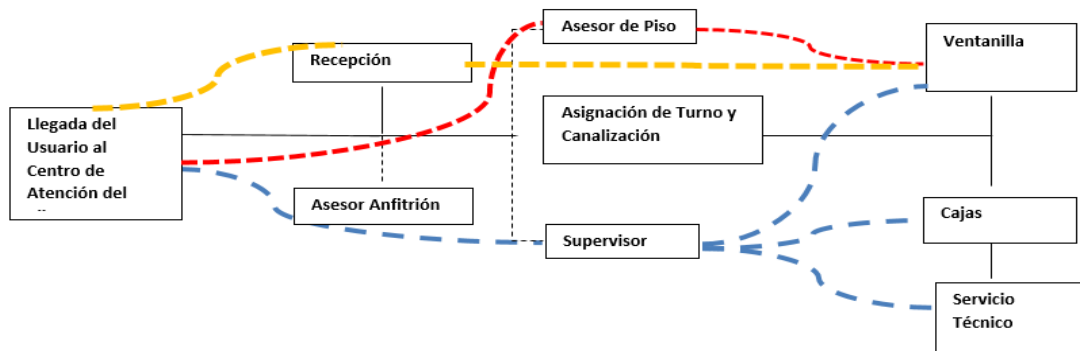 Asesor de Piso
Ventanilla
Recepción
Llegada del
Usuario al
Centro de
Atención del
Asignación de Turno y
Canalización
Asesor Anfitrión
Supervisor
Cajas
Servicio
Técnico